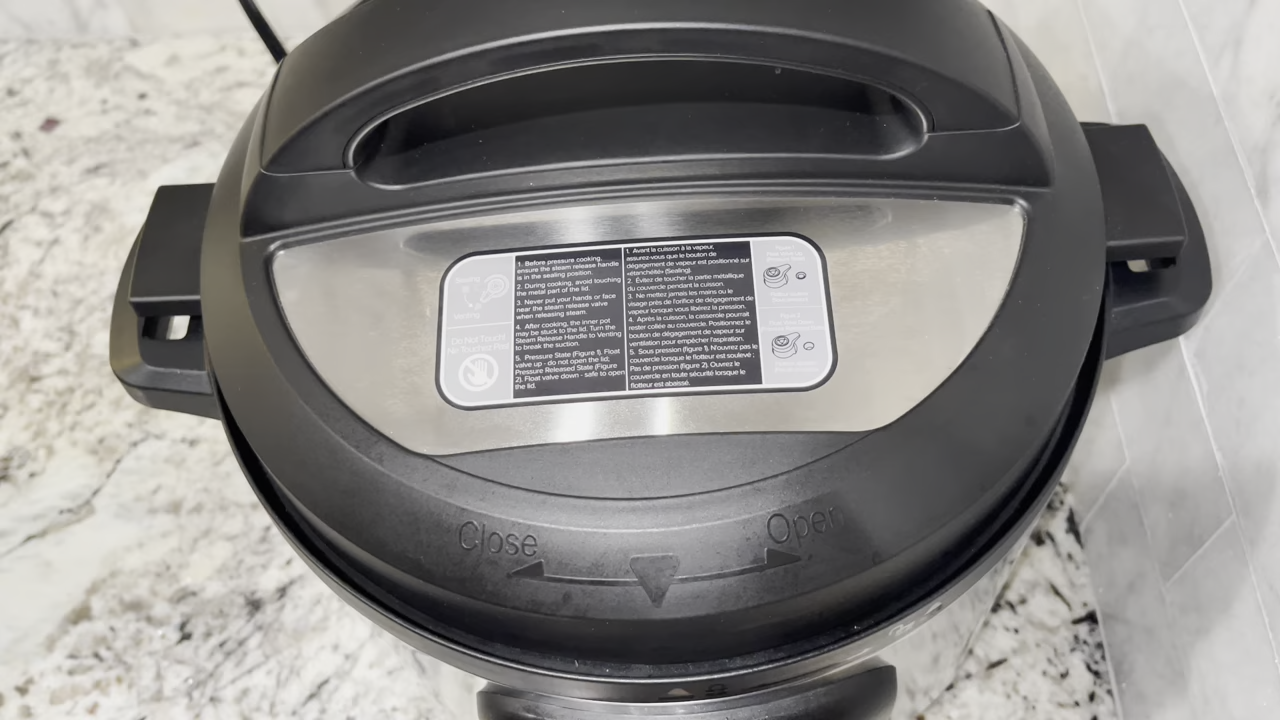 Venting
Do Not Touch
Ne Touchez Pas
1. Before pressure cooking,
ensure the steam release handle
is in the sealing position.
2. During cooking, avoid touching
the metal part of the lid.
3. Never put your hands or face
near the steam release valve
when releasing steam.
4. After cooking, the inner pot
may be stuck to the lid. Turn the
Steam Release Handle to Venting
to break the suction.
5. Pressure State (Figure 1). Float
valve up - do not open the lid;
Pressure Released State (Figure
2). Float valve down - safe to open
the lid.
1. Avant la cuisson à la vapeur,
assurez-vous que le bouton de
dégagement de vapeur est positionné sur
«étanchéité» (Sealing).
2. Évitez de toucher la partie métallique
du couvercle pendant la cuisson.
3. Ne mettez jamais les mains ou le
visage près de l'orifice de dégagement de
vapeur lorsque vous libérez la pression.
4. Après la cuisson, la casserole pourrait
rester collée au couvercle. Positionnez le
bouton de dégagement de vapeur sur
ventilation pour empêcher l'aspiration.
5. Sous pression (figure 1). N'ouvrez pas le
couvercle lorsque le flotteur est soulevé ;
Pas de pression (figure 2). Ouvrez le
couvercle en toute sécurité lorsque le
flotteur est abaissé.
Close
Open